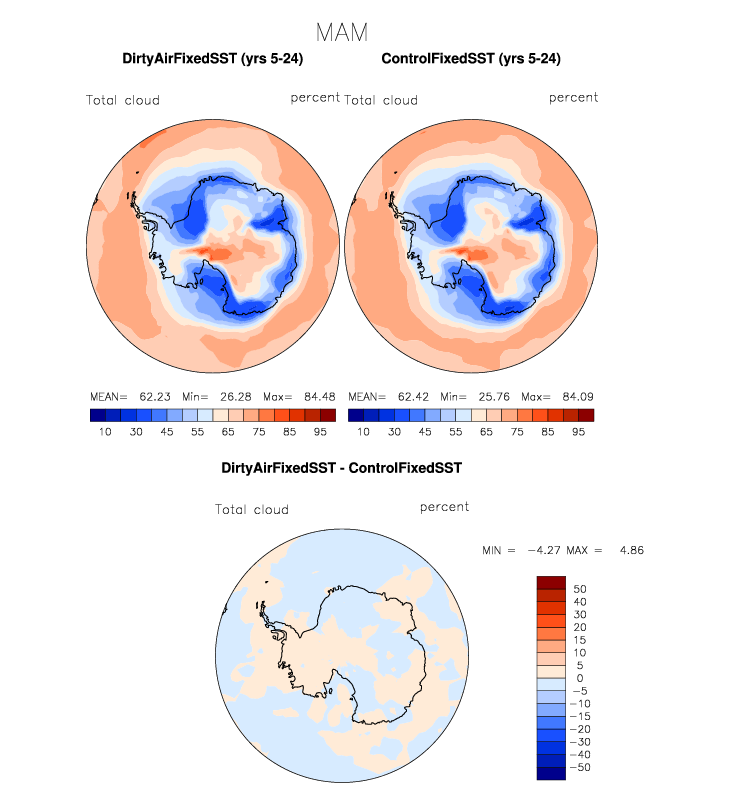 MAM
DirtyAirFixedSST (yrs 5-24) ControlFixedSST (yrs 5-24)
Total cloud percent Total cloud percent
MEAN= 62.23 Min= 26.28 Max= 84.48 MEAN= 62.42 Min= 25.76 Max= 84.09
10 30 45 55 65 75 85 95 10 30 45 55 65 75 85 95
DirtyAirFixedSST - ControlFixedSST
Total cloud percent
MIN = -4.27 MAX = 4.86
50
40
30
20
15
10
5
0
-5
-10
-15
-20
-30
-40
-50